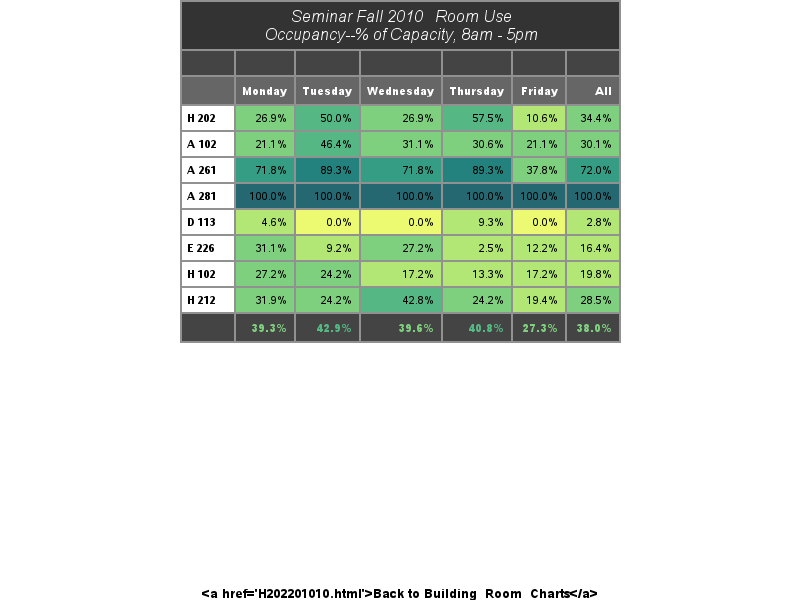 Seminar Fall 2010   Room Use
Occupancy--% of Capacity, 8am - 5pm
Monday Tuesday Wednesday Thursday Friday All
H 202 26.9% 50.0% 26.9% 57.5% 10.6% 34.4%
A 102 21.1% 46.4% 31.1% 30.6% 21.1% 30.1%
A 261 71.8% 89.3% 71.8% 89.3% 37.8% 72.0%
A 281 100.0% 100.0% 100.0% 100.0% 100.0% 100.0%
D 113 4.6% 0.0% 0.0% 9.3% 0.0% 2.8%
E 226 31.1% 9.2% 27.2% 2.5% 12.2% 16.4%
H 102 27.2% 24.2% 17.2% 13.3% 17.2% 19.8%
H 212 31.9% 24.2% 42.8% 24.2% 19.4% 28.5%
39.3% 42.9% 39.6% 40.8% 27.3% 38.0%
<a href='H202201010.html'>Back to Building  Room  Charts</a>